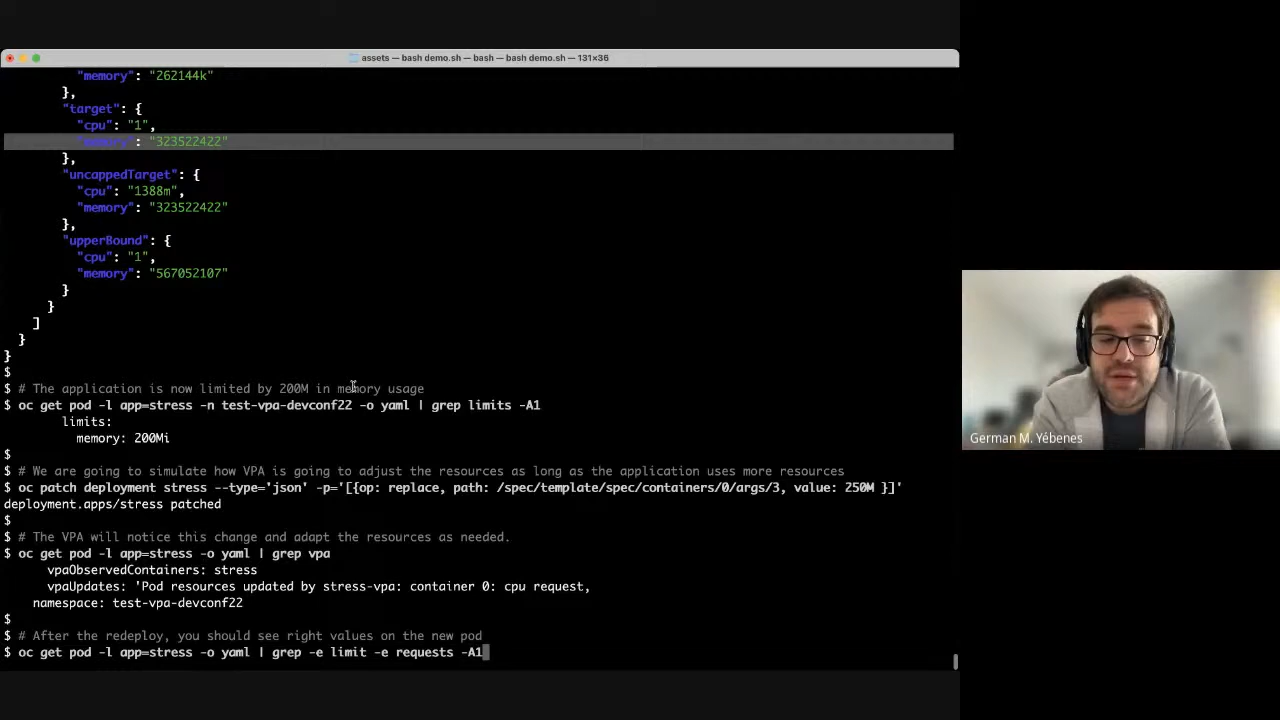 assets — bash demo.sh — bash — bash demo.sh — 131×36
"memory": "262144k"
},
"target": {
"cpu": "1",
"memory": "323522422"
},
"uncappedTarget": {
"cpu": "1388m",
"memory": "323522422"
},
"upperBound": {
"cpu": "1",
"memory": "567052107"
}
}
]
}
}
$
$ # The application is now limited by 200M in memory usage
$ oc get pod -l app=stress -n test-vpa-devconf22 -o yaml | grep limits -A1
limits:
memory: 200Mi
$
$ # We are going to simulate how VPA is going to adjust the resources as long as the application uses more resources
$ oc patch deployment stress --type='json' -p='[{op: replace, path: /spec/template/spec/containers/0/args/3, value: 250M }]'
deployment.apps/stress patched
$
$ # The VPA will notice this change and adapt the resources as needed.
$ oc get pod -l app=stress -o yaml | grep vpa
vpaObservedContainers: stress
vpaUpdates: 'Pod resources updated by stress-vpa: container 0: cpu request,
namespace: test-vpa-devconf22
$
$ # After the redeploy, you should see right values on the new pod
$ oc get pod -l app=stress -o yaml | grep -e limit -e requests -A1
German M. Yébenes